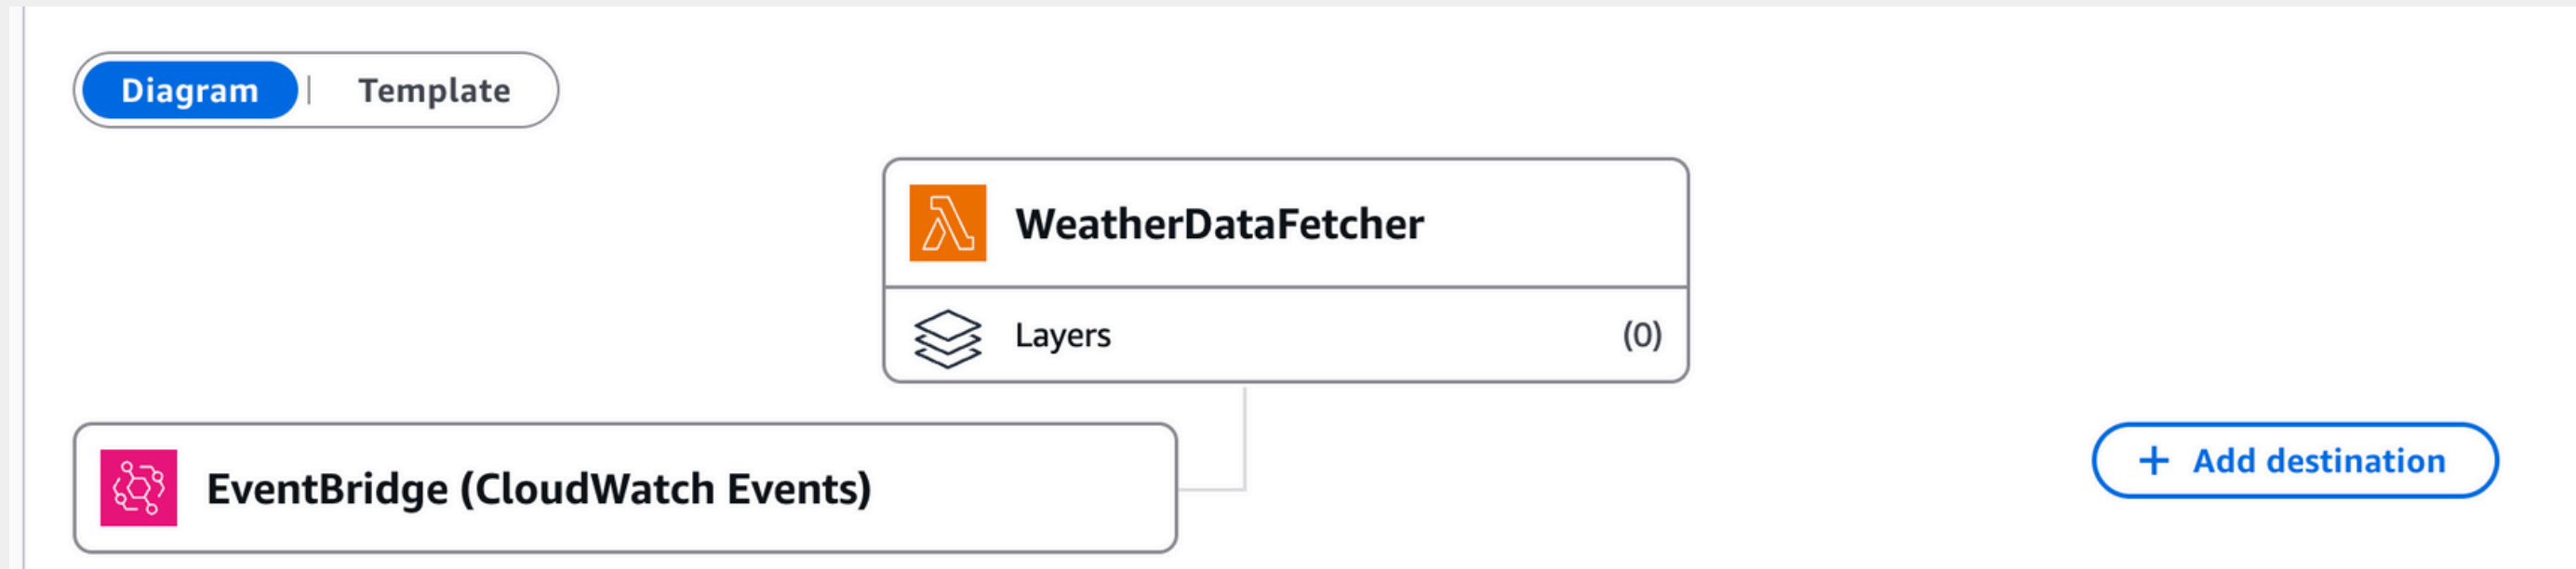 Diagram | Template
WeatherDataFetcher
Layers (0)
EventBridge (CloudWatch Events)
+ Add destination